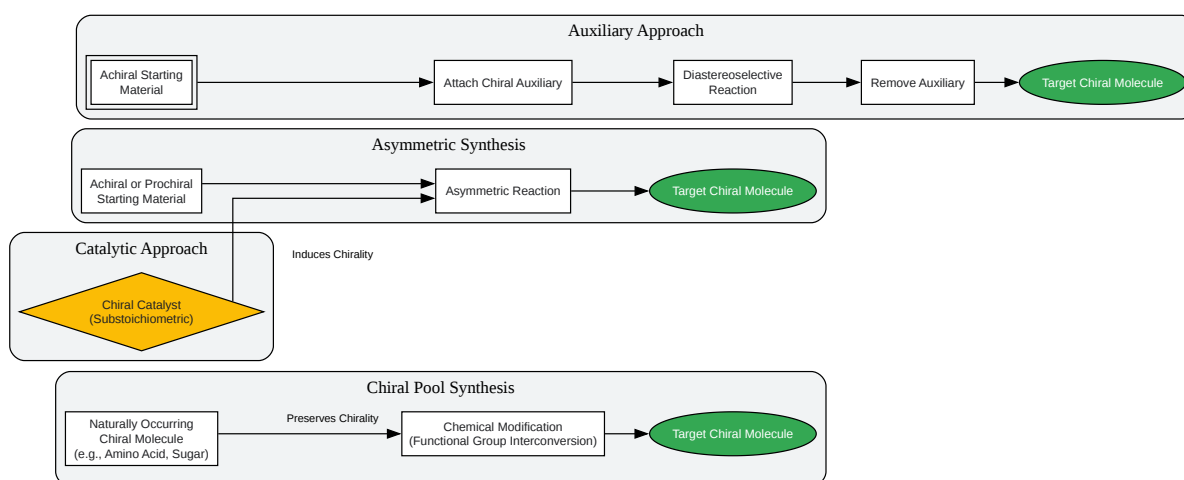 Auxiliary Approach
Achiral Starting
Material
Attach Chiral Auxiliary
Diastereoselective
Reaction
Remove Auxiliary
Target Chiral Molecule
Asymmetric Synthesis
Achiral or Prochiral
Starting Material
Asymmetric Reaction
Target Chiral Molecule
Catalytic Approach
Induces Chirality
Chiral Catalyst
(Substoichiometric)
Chiral Pool Synthesis
Naturally Occurring
Chiral Molecule
(e.g., Amino Acid, Sugar)
Preserves Chirality
Chemical Modification
(Functional Group Interconversion)
Target Chiral Molecule